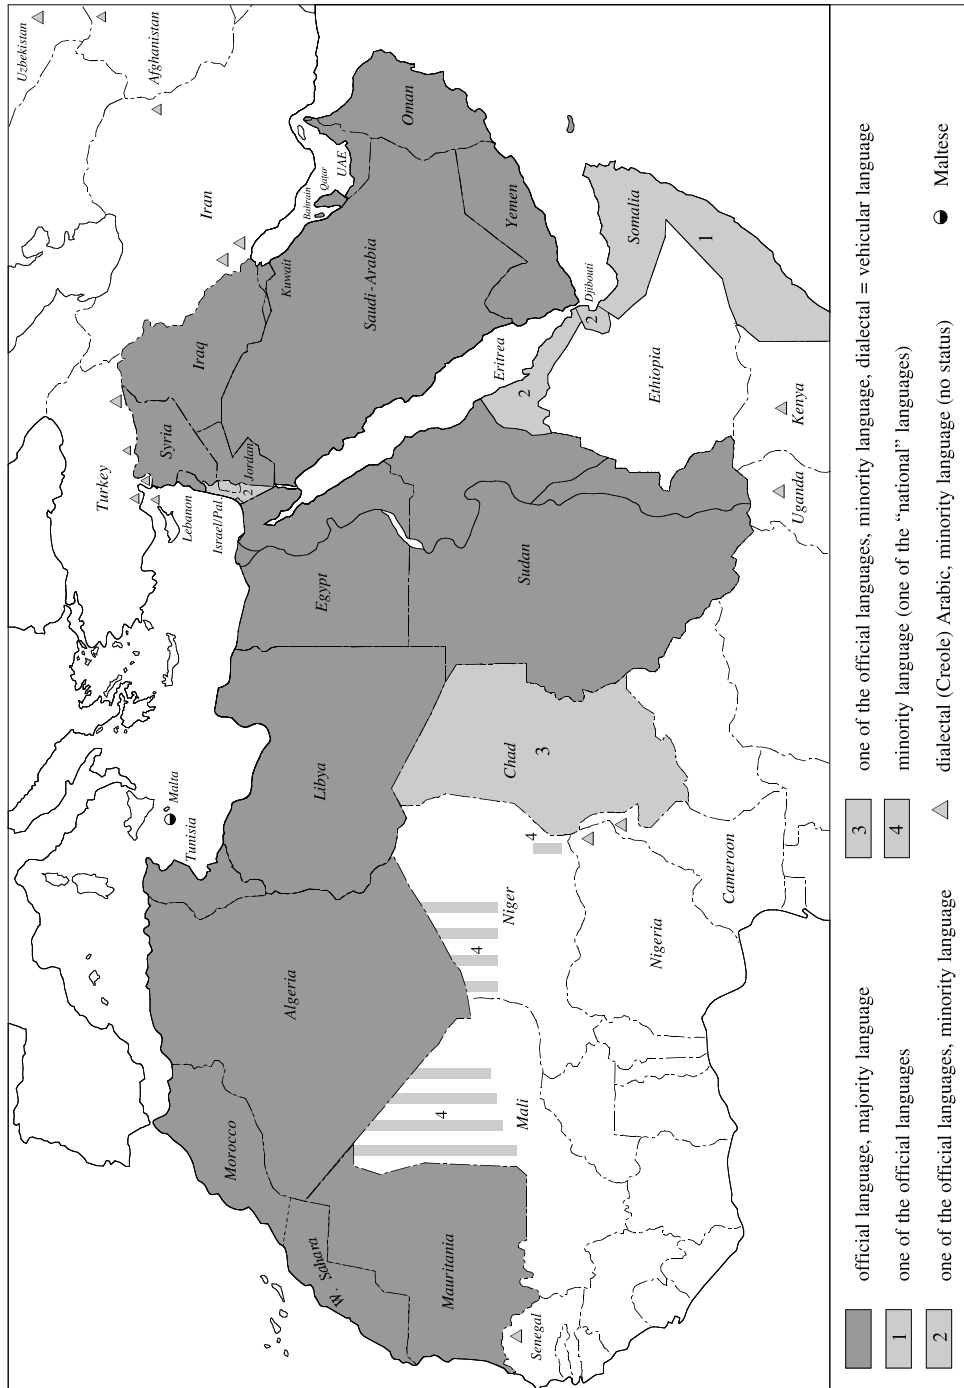 Uzbekistan
Afghanistan
Iran
Turkey
Syria
Iraq
Lebanon
Israel/Pal.
2
Jordan
Kuwait
Bahrain
Qatar
UAE
Oman
Saudi-Arabia
Yemen
Malta
Tunisia
Morocco
Algeria
Libya
Egypt
W. Sahara
Mauritania
Mali
4
Niger
4
4
Chad
3
Sudan
Eritrea
2
Djibouti
2
Somalia
1
Ethiopia
Senegal
Nigeria
Cameroon
Uganda
Kenya
official language, majority language
1 one of the official languages
2 one of the official languages, minority language
3 one of the official languages, minority language, dialectal = vehicular language
4 minority language (one of the “national” languages)
dialectal (Creole) Arabic, minority language (no status)
Maltese